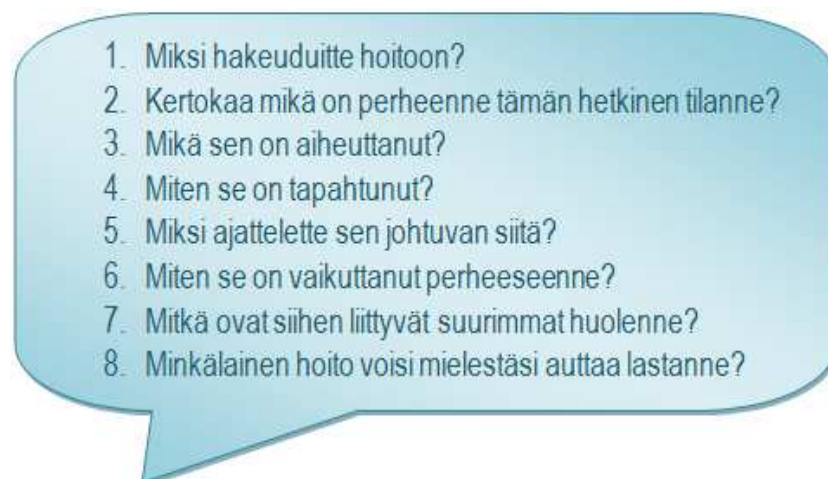 1. Miksi hakeuduitte hoitoon?
2. Kertokaa mikä on perheenne tämän hetkinen tilanne?
3. Mikä sen on aiheuttanut?
4. Miten se on tapahtunut?
5. Miksi ajattelette sen johtuvan siitä?
6. Miten se on vaikuttanut perheeseenne?
7. Mitkä ovat siihen liittyvät suurimmat huolenne?
8. Minkälainen hoito voisi mielestäsi auttaa lastanne?